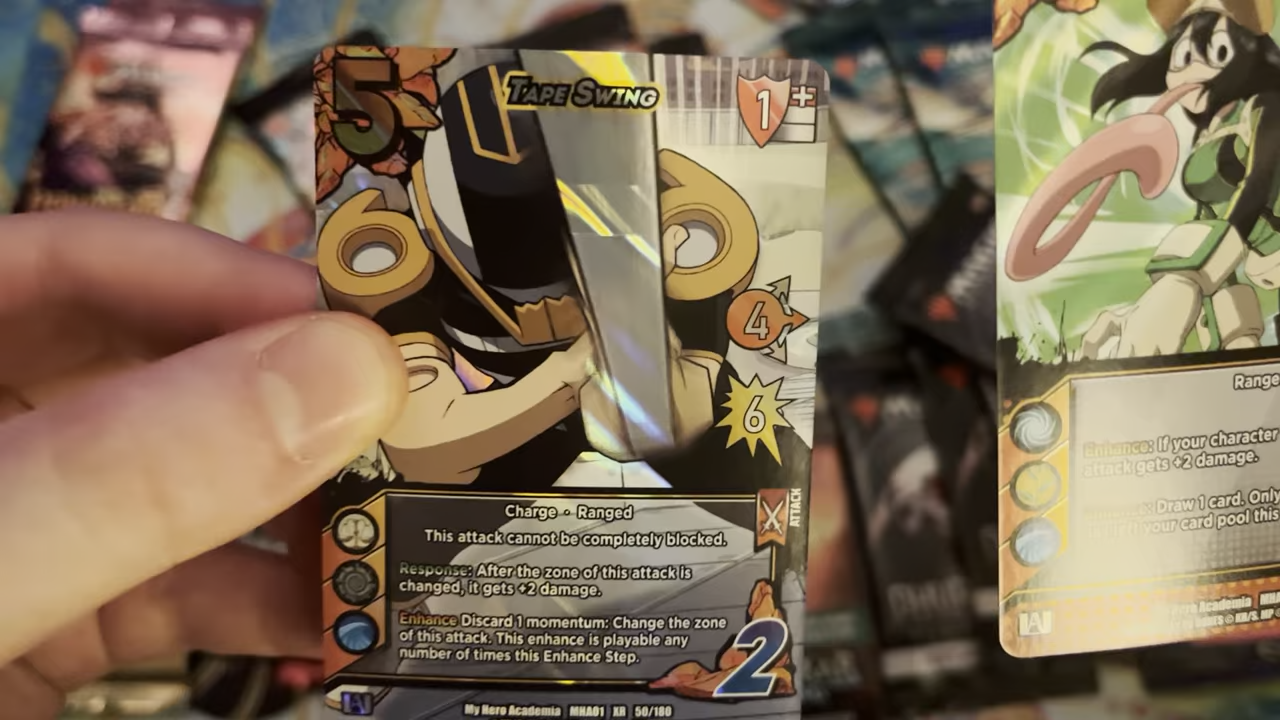 5
TAPE SWING
1 +
4
6
ATTACK
Charge • Ranged
This attack cannot be completely blocked.
Response: After the zone of this attack is
changed, it gets +2 damage.
Enhance Discard 1 momentum: Change the zone
of this attack. This enhance is playable any
number of times this Enhance Step.
2
My Hero Academia MHA01 XR 50/180
Range
Enhance: If your character
attack gets +2 damage.
Draw 1 card. Only
your card pool this
My Hero Academia